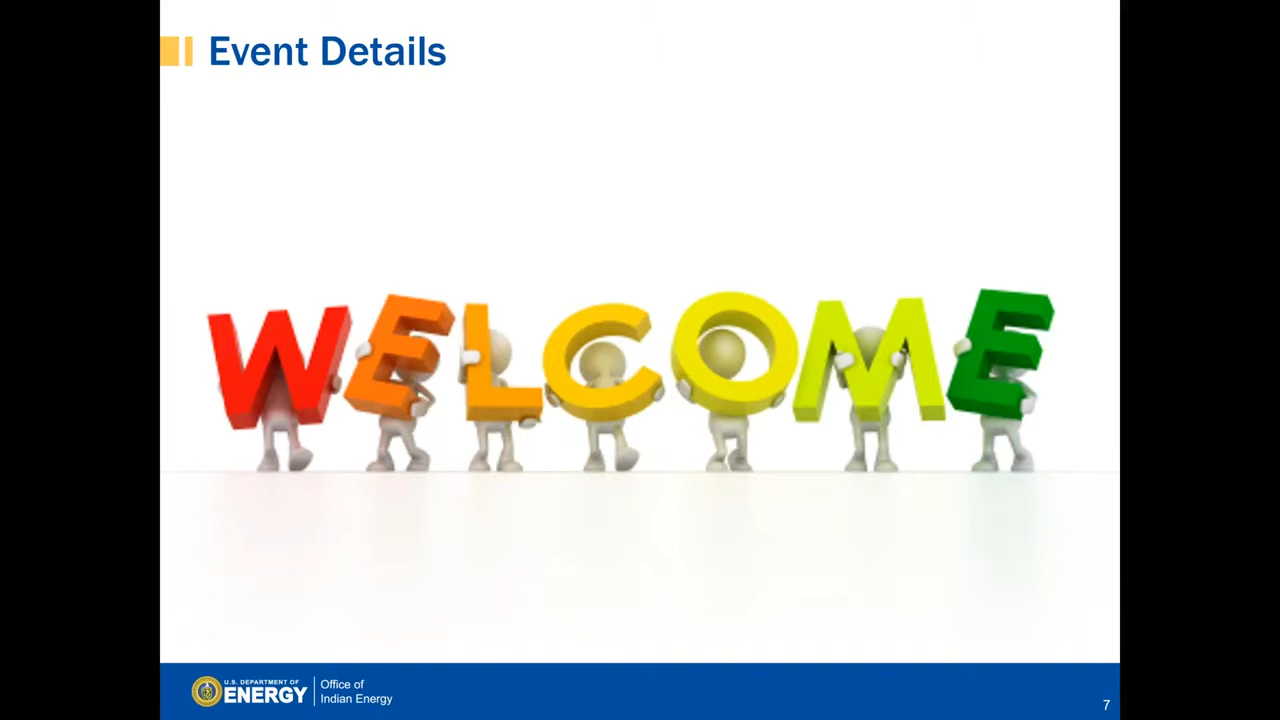 Event Details
WELCOME
U.S. DEPARTMENT OF
ENERGY
Office of
Indian Energy
7